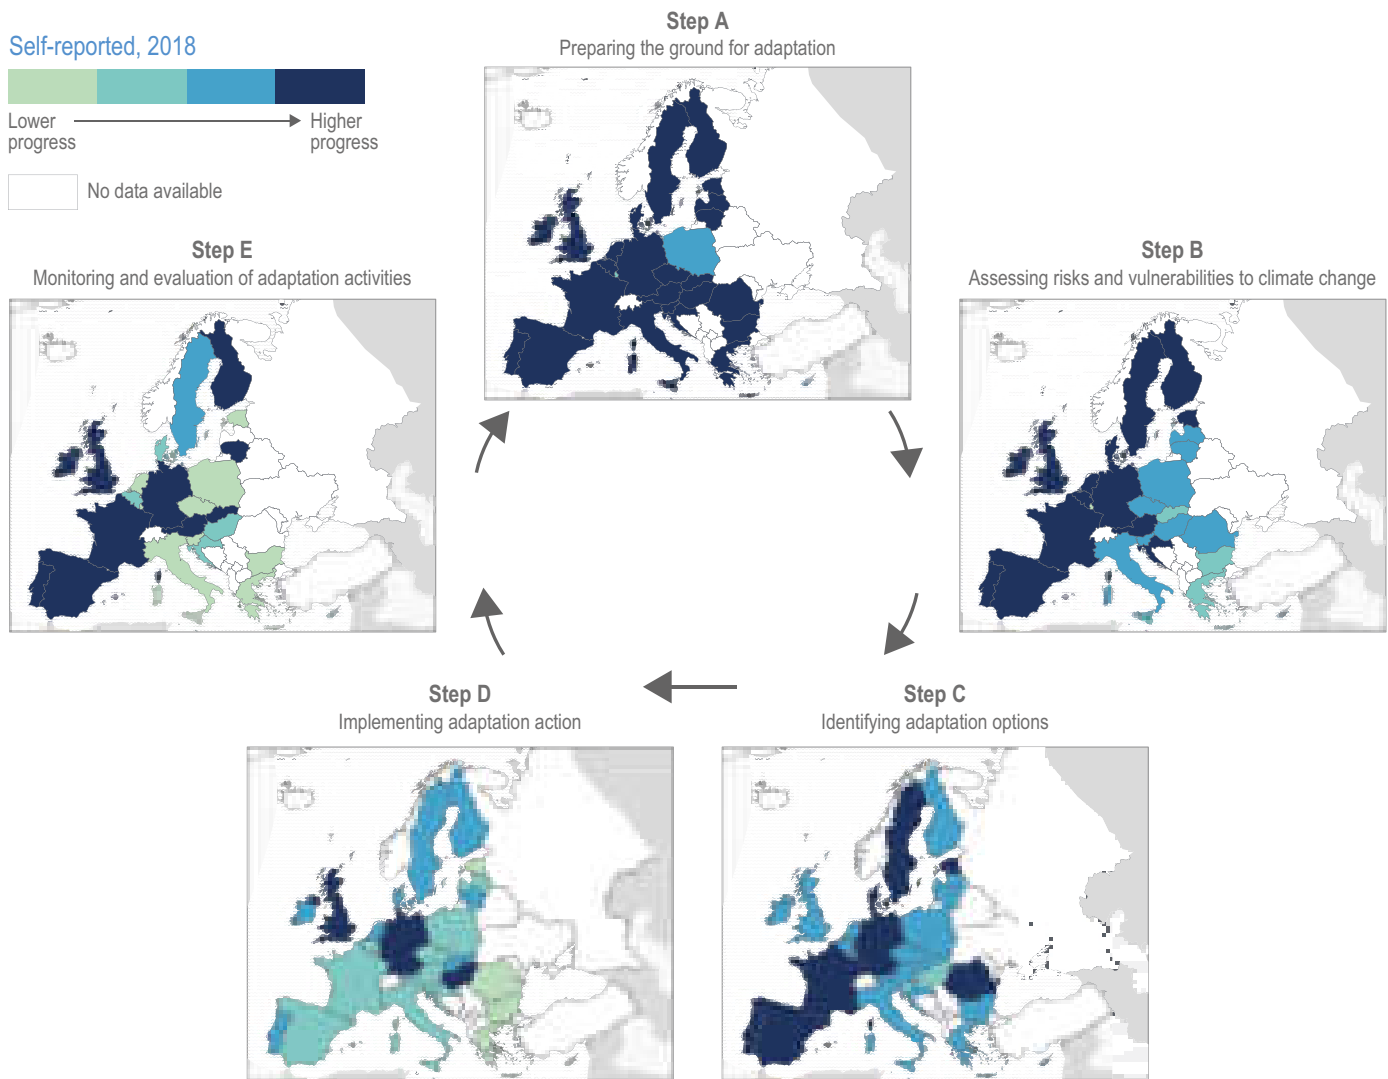 Self-reported, 2018
Lower progress
Higher progress
No data available
Step A
Preparing the ground for adaptation
Step B
Assessing risks and vulnerabilities to climate change
Step C
Identifying adaptation options
Step D
Implementing adaptation action
Step E
Monitoring and evaluation of adaptation activities